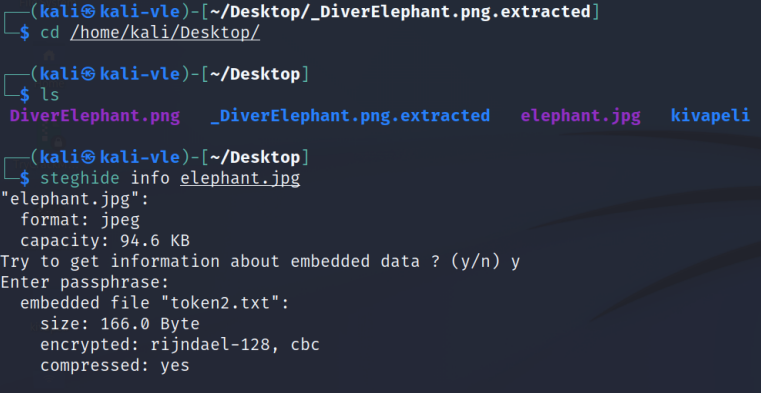 ┌──(kali㉿kali-vle)-[~/Desktop/_DiverElephant.png.extracted]
└─$ cd /home/kali/Desktop/
┌──(kali㉿kali-vle)-[~/Desktop]
└─$ ls
DiverElephant.png _DiverElephant.png.extracted elephant.jpg kivapeli
┌──(kali㉿kali-vle)-[~/Desktop]
└─$ steghide info elephant.jpg
"elephant.jpg":
format: jpeg
capacity: 94.6 KB
Try to get information about embedded data ? (y/n) y
Enter passphrase:
embedded file "token2.txt":
size: 166.0 Byte
encrypted: rijndael-128, cbc
compressed: yes